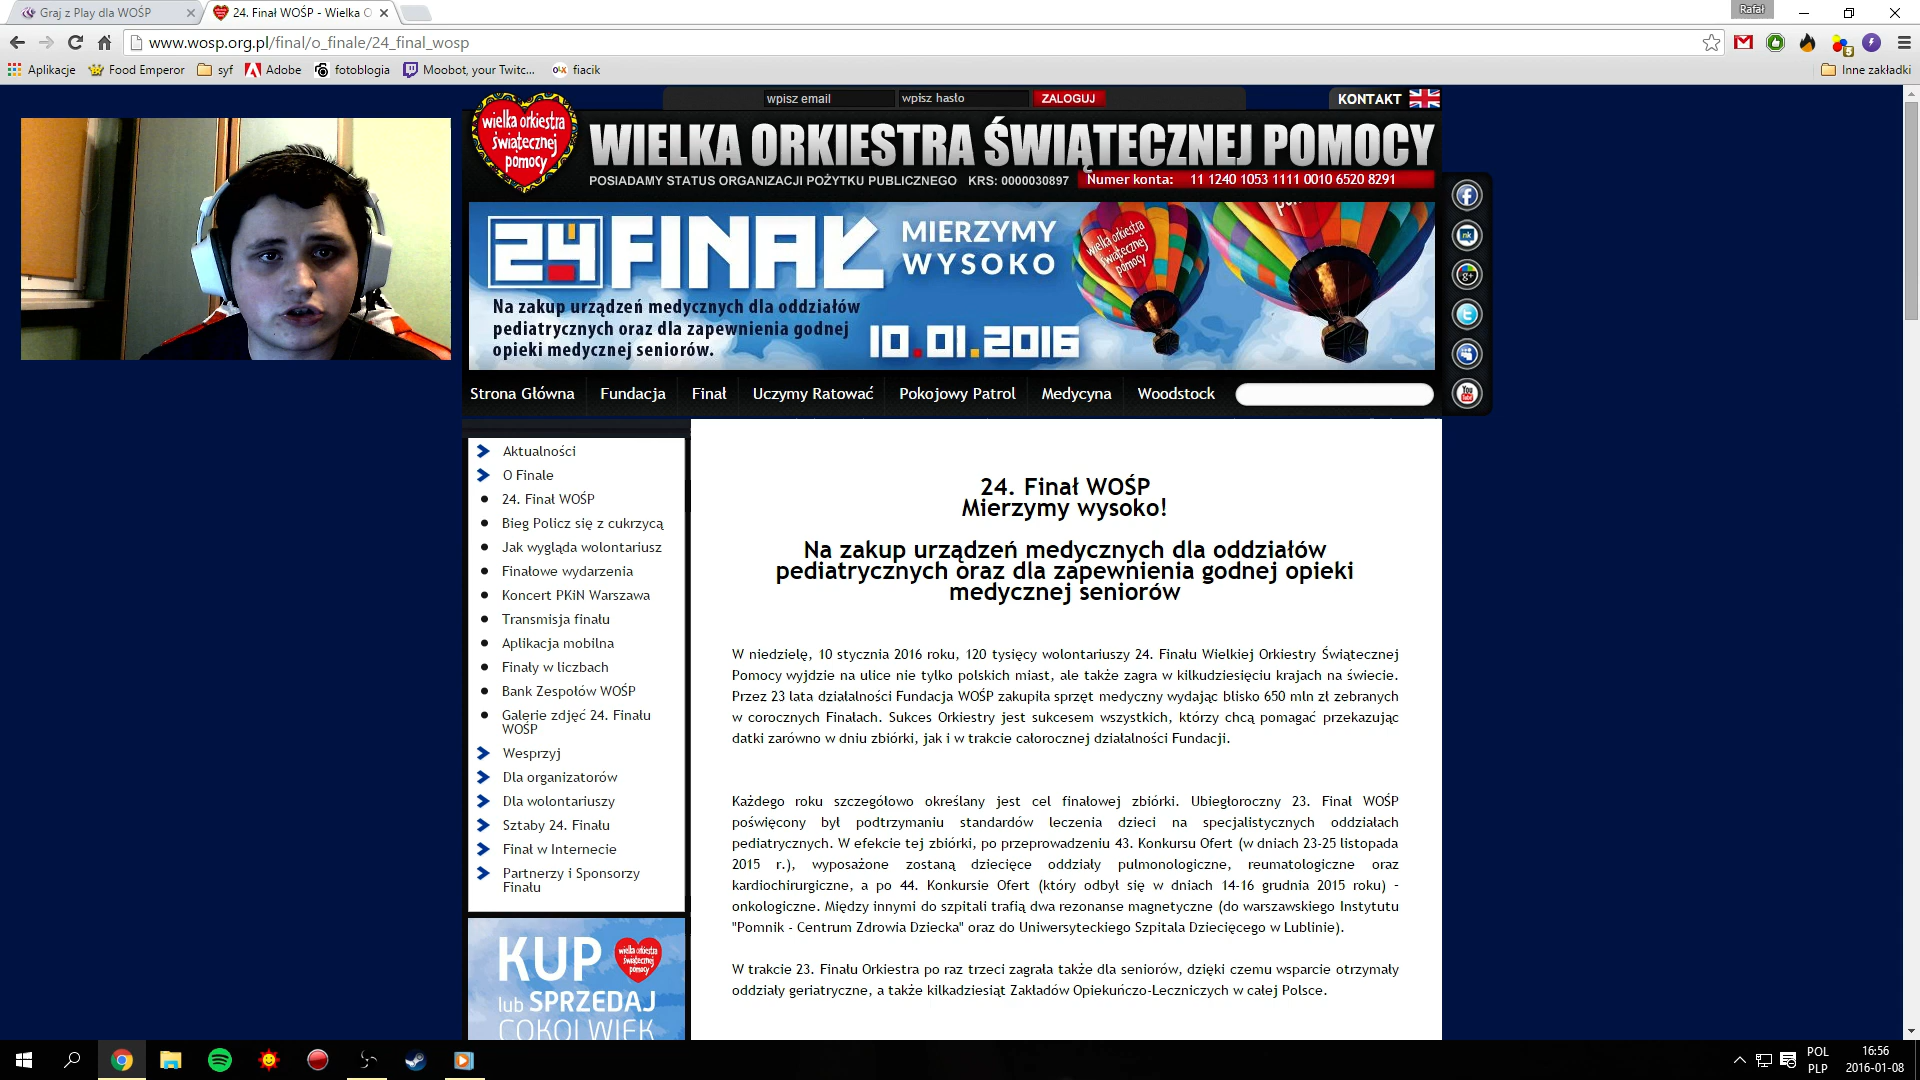 Graj z Play dla WOŚP
24. Finał WOŚP - Wielka O
Rafał
www.wosp.org.pl/final/o_finale/24_final_wosp
Aplikacje
Food Emperor
syf
Adobe
fotoblogia
Moobot, your Twitc...
fiacik
Inne zakładki
wpisz email
wpisz hasło
ZALOGUJ
KONTAKT
wielka orkiestra
świątecznej
pomocy
WIELKA ORKIESTRA ŚWIĄTECZNEJ POMOCY
POSIADAMY STATUS ORGANIZACJI POŻYTKU PUBLICZNEGO KRS: 0000030897
Numer konta: 11 1240 1053 1111 0010 6520 8291
24 FINAŁ
MIERZYMY
WYSOKO
wielka orkiestra
świątecznej
pomocy
Na zakup urządzeń medycznych dla oddziałów
pediatrycznych oraz dla zapewnienia godnej
opieki medycznej seniorów.
10.01.2016
Strona Główna
Fundacja
Finał
Uczymy Ratować
Pokojowy Patrol
Medycyna
Woodstock
Aktualności
O Finale
24. Finał WOŚP
Bieg Policz się z cukrzycą
Jak wygląda wolontariusz
Finałowe wydarzenia
Koncert PKiN Warszawa
Transmisja finału
Aplikacja mobilna
Finały w liczbach
Bank Zespołów WOŚP
Galerie zdjęć 24. Finału
WOŚP
Wesprzyj
Dla organizatorów
Dla wolontariuszy
Sztaby 24. Finału
Finał w Internecie
Partnerzy i Sponsorzy
Finału
KUP
wielka orkiestra
świątecznej
pomocy
lub SPRZEDAJ
COKOLWIEK
24. Finał WOŚP
Mierzymy wysoko!
Na zakup urządzeń medycznych dla oddziałów
pediatrycznych oraz dla zapewnienia godnej opieki
medycznej seniorów
W niedzielę, 10 stycznia 2016 roku, 120 tysięcy wolontariuszy 24. Finału Wielkiej Orkiestry Świątecznej
Pomocy wyjdzie na ulice nie tylko polskich miast, ale także zagra w kilkudziesięciu krajach na świecie.
Przez 23 lata działalności Fundacja WOŚP zakupiła sprzęt medyczny wydając blisko 650 mln zł zebranych
w corocznych Finałach. Sukces Orkiestry jest sukcesem wszystkich, którzy chcą pomagać przekazując
datki zarówno w dniu zbiórki, jak i w trakcie całorocznej działalności Fundacji.
Każdego roku szczegółowo określany jest cel finałowej zbiórki. Ubiegłoroczny 23. Finał WOŚP
poświęcony był podtrzymaniu standardów leczenia dzieci na specjalistycznych oddziałach
pediatrycznych. W efekcie tej zbiórki, po przeprowadzeniu 43. Konkursu Ofert (w dniach 23-25 listopada
2015 r.), wyposażone zostaną dziecięce oddziały pulmonologiczne, reumatologiczne oraz
kardiochirurgiczne, a po 44. Konkursie Ofert (który odbył się w dniach 14-16 grudnia 2015 roku) -
onkologiczne. Między innymi do szpitali trafią dwa rezonanse magnetyczne (do warszawskiego Instytutu
"Pomnik - Centrum Zdrowia Dziecka" oraz do Uniwersyteckiego Szpitala Dziecięcego w Lublinie).
W trakcie 23. Finału Orkiestra po raz trzeci zagrała także dla seniorów, dzięki czemu wsparcie otrzymały
oddziały geriatryczne, a także kilkadziesiąt Zakładów Opiekuńczo-Leczniczych w całej Polsce.
POL
PLP
16:56
2016-01-08